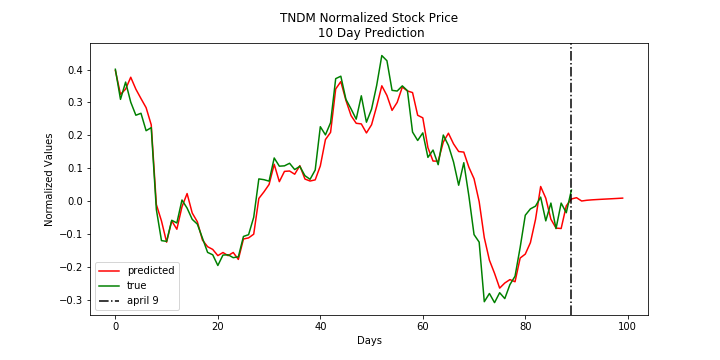 TNDM Normalized Stock Price
10 Day Prediction
Normalized Values
0.4
0.3
0.2
0.1
0.0
−0.1
−0.2
−0.3
predicted
true
april 9
0 20 40 60 80 100
Days